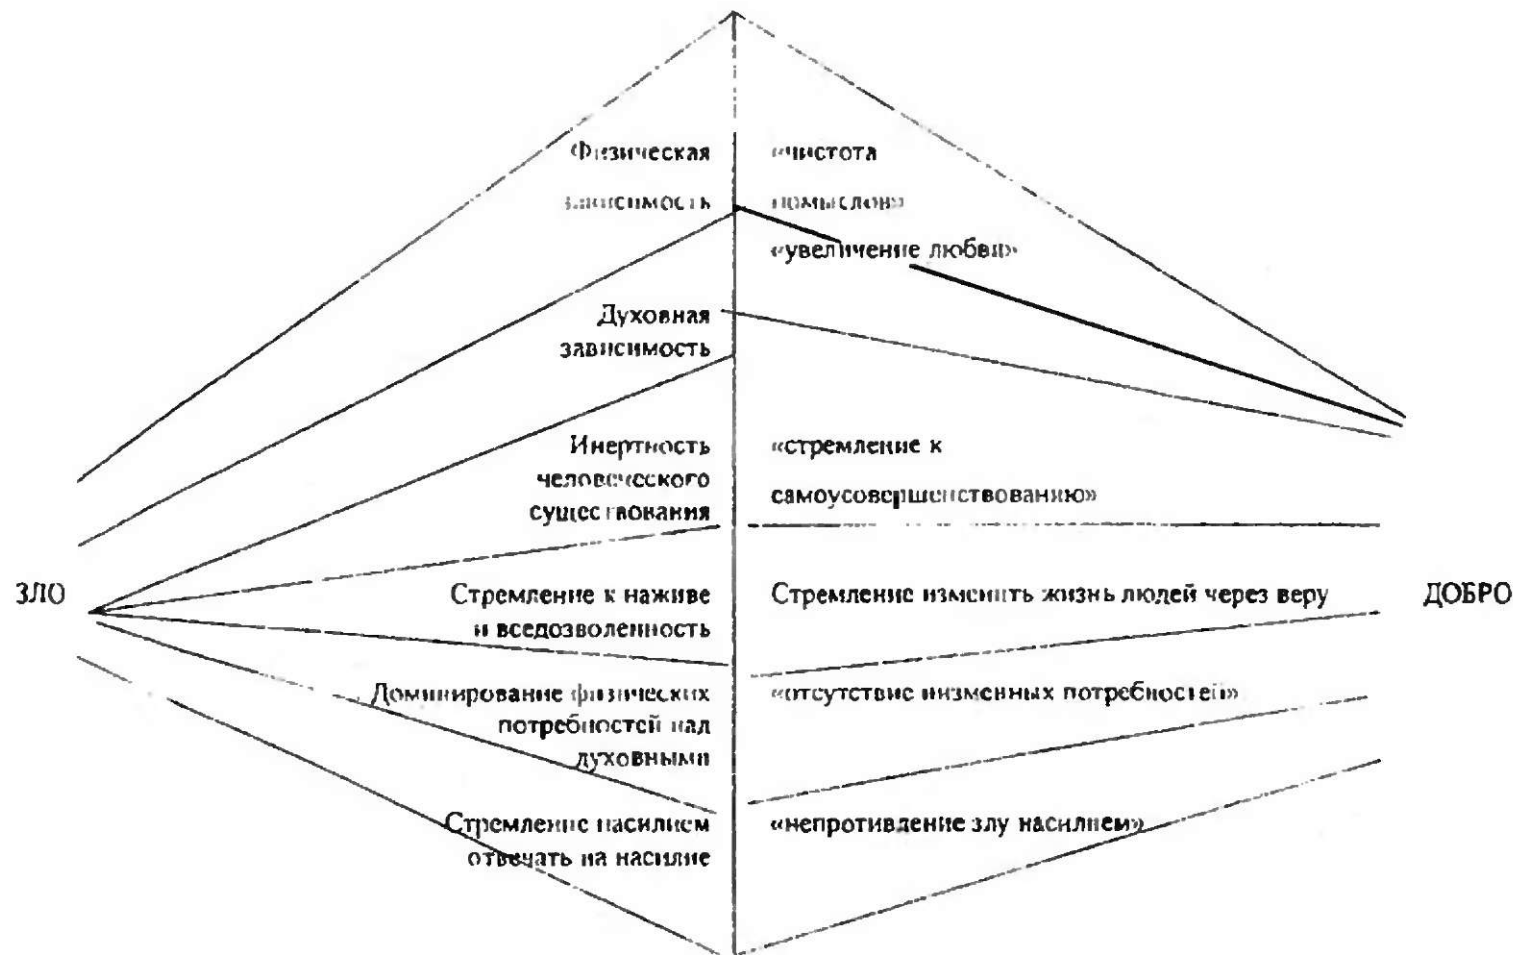 Физическая
зависимость
«чистота
помыслов»
«увеличение любви»
Духовная
зависимость
Инертность
человеческого
существования
«стремление к
самоусовершенствованию»
ЗЛО
Стремление к наживе
и вседозволенность
Стремление изменить жизнь людей через веру
ДОБРО
Доминирование физических
потребностей над
духовными
«отсутствие низменных потребностей»
Стремление насилием
отвечать на насилие
«непротивление злу насилием»